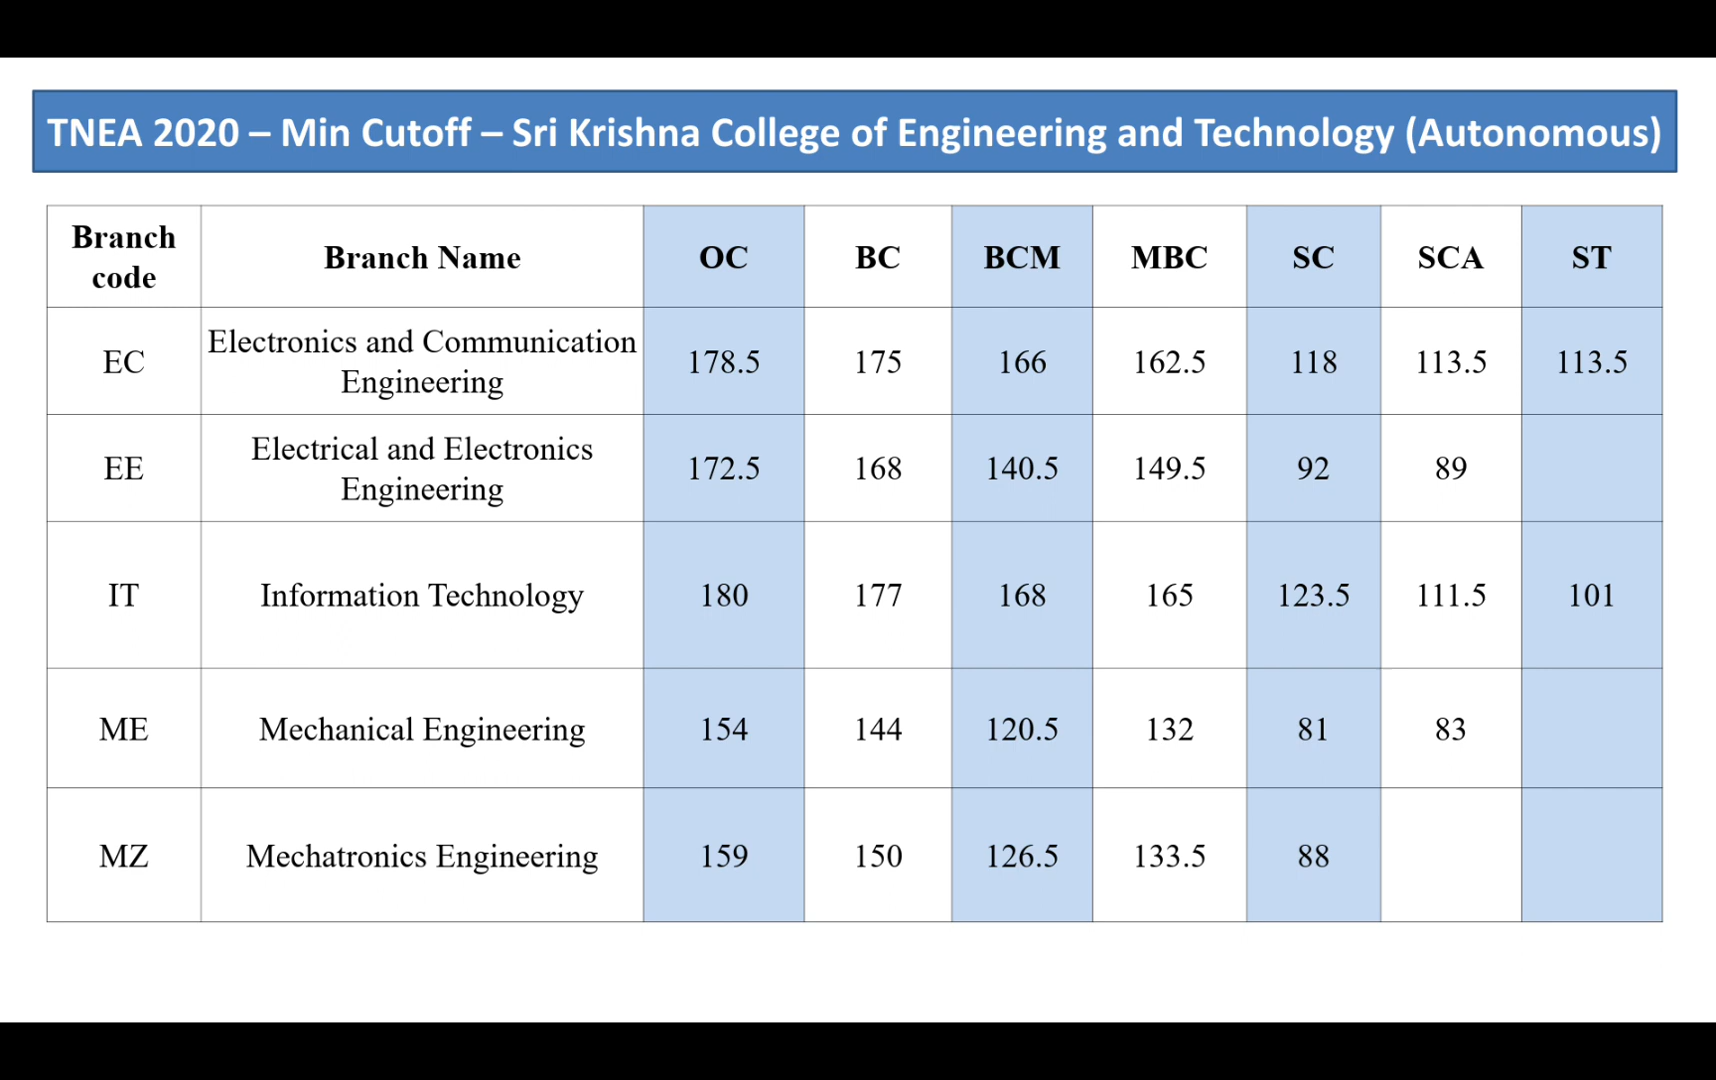 TNEA 2020 – Min Cutoff – Sri Krishna College of Engineering and Technology (Autonomous)
Branch code Branch Name OC BC BCM MBC SC SCA ST
EC Electronics and Communication Engineering 178.5 175 166 162.5 118 113.5 113.5
EE Electrical and Electronics Engineering 172.5 168 140.5 149.5 92 89
IT Information Technology 180 177 168 165 123.5 111.5 101
ME Mechanical Engineering 154 144 120.5 132 81 83
MZ Mechatronics Engineering 159 150 126.5 133.5 88